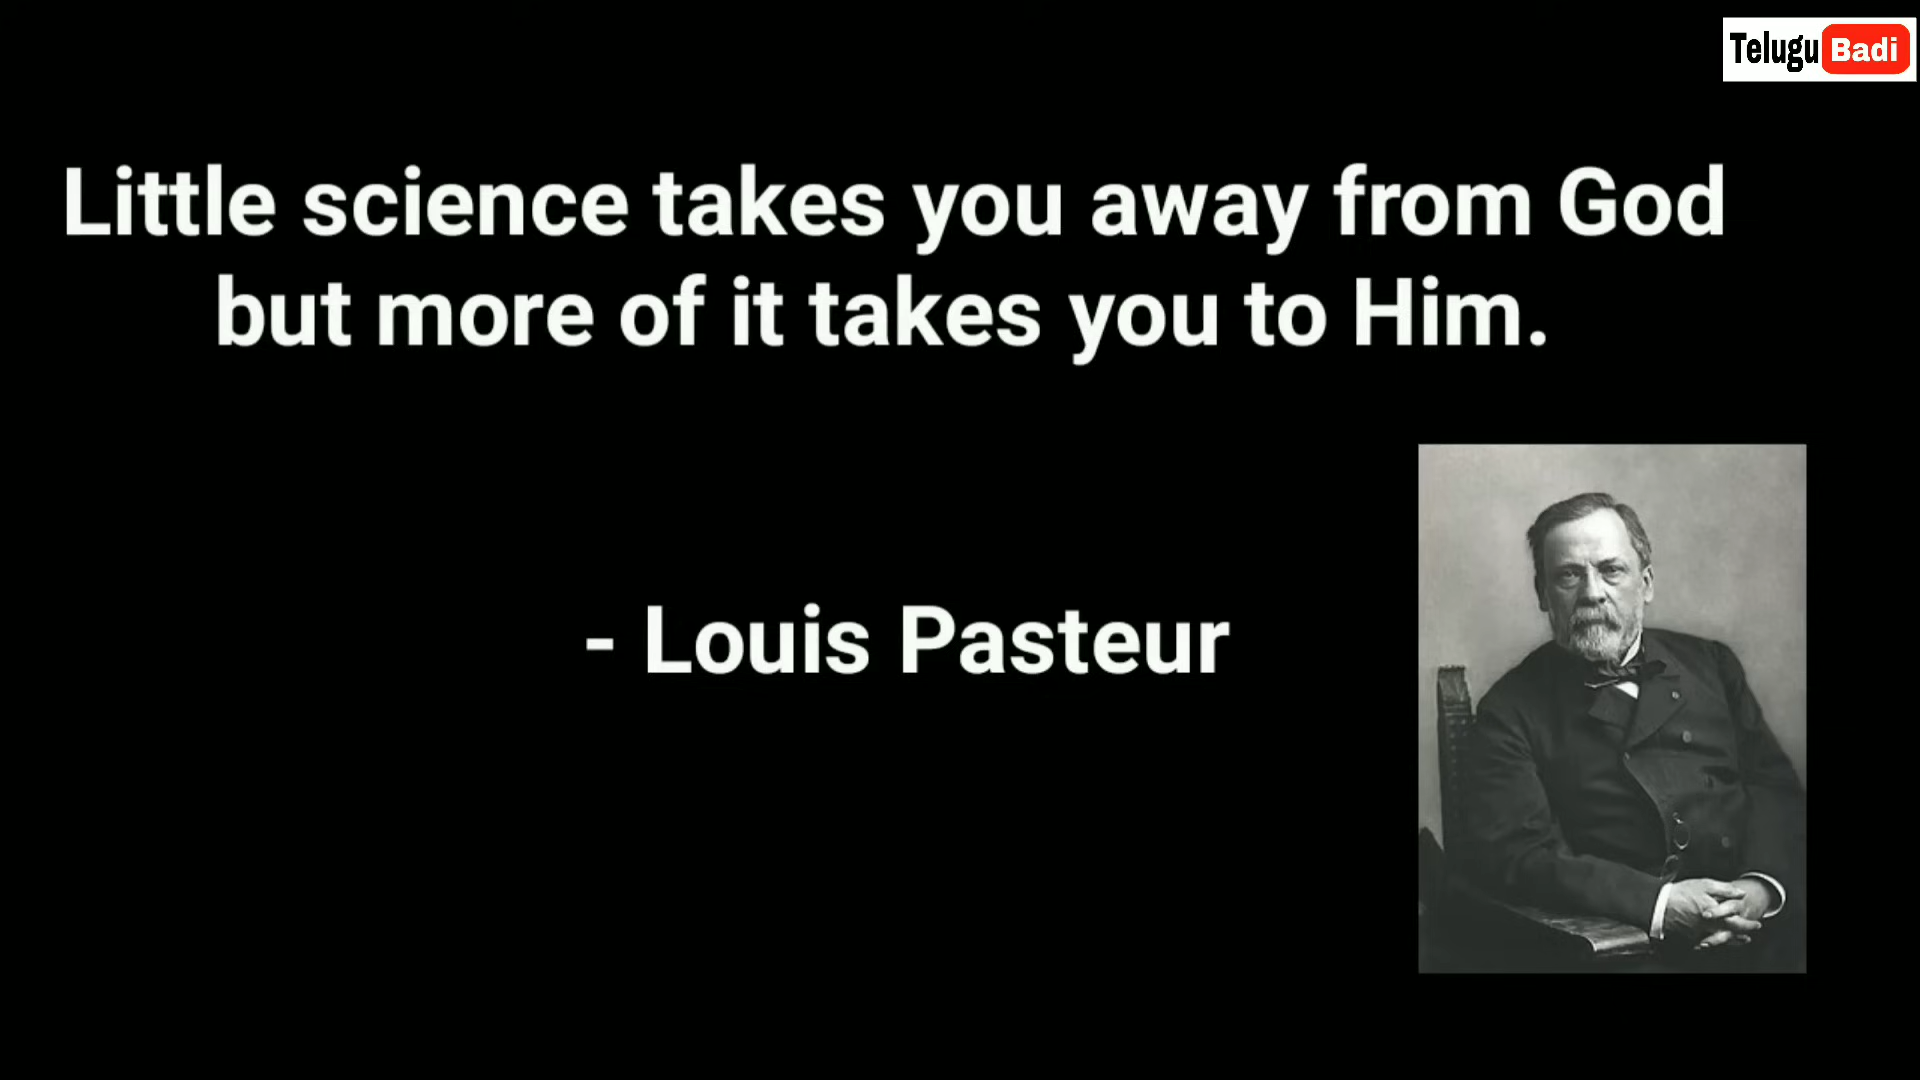 Telugu Badi
Little science takes you away from God
but more of it takes you to Him.
- Louis Pasteur